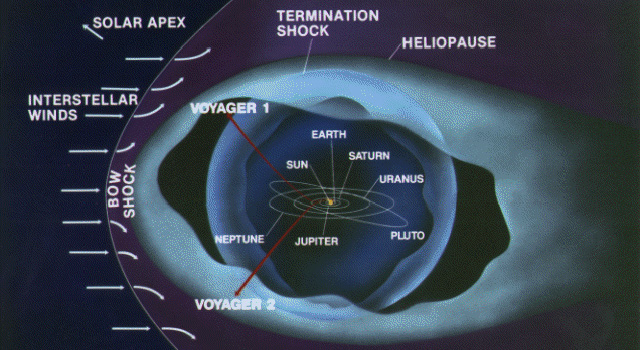 SOLAR APEX
TERMINATION
SHOCK
HELIOPAUSE
INTERSTELLAR
WINDS
VOYAGER 1
EARTH
SUN
SATURN
URANUS
BOW
SHOCK
NEPTUNE
JUPITER
PLUTO
VOYAGER 2